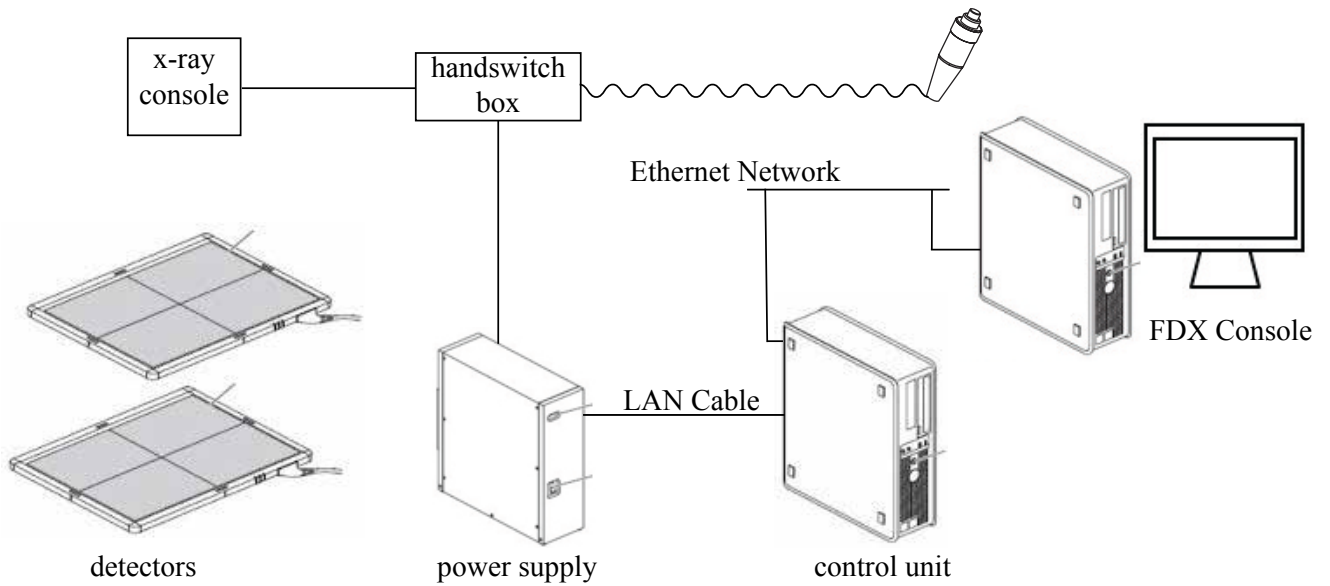 x-ray
console
handswitch
box
Ethernet Network
FDX Console
LAN Cable
detectors
power supply
control unit